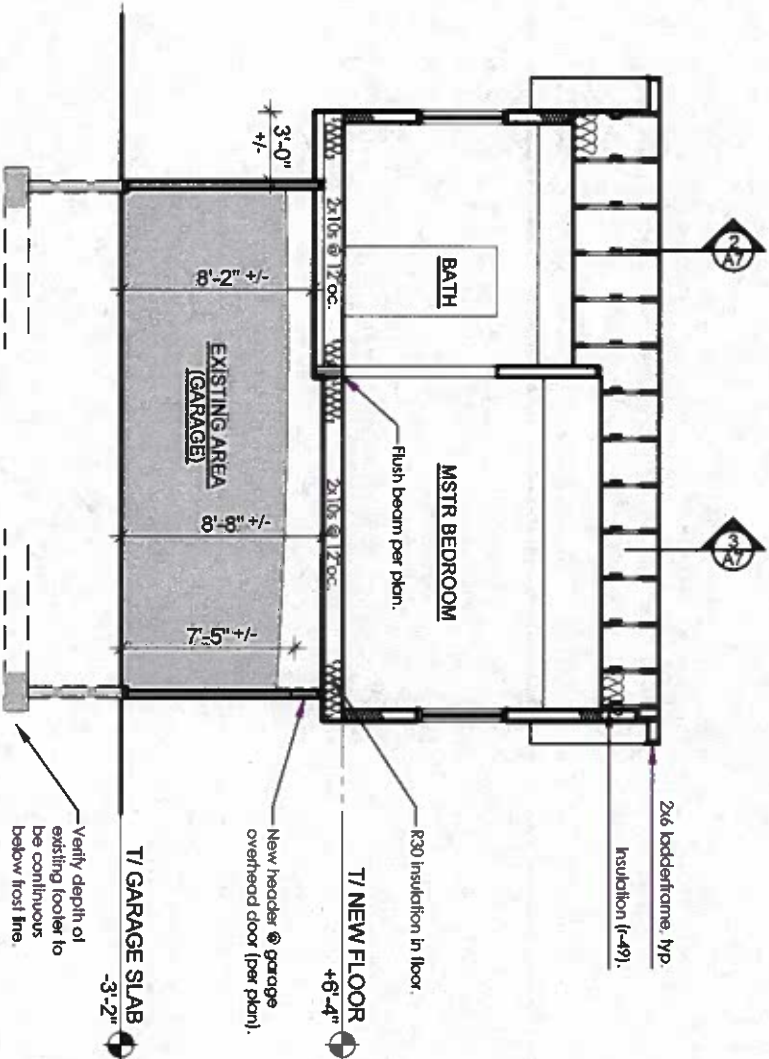 2
A7
3
A7
2x6 ladderframe, typ.
Insulation (r-49).
BATH
MSTR BEDROOM
Flush beam per plan.
R30 insulation in floor.
T/ NEW FLOOR
+6'-4"
2x10s @ 12"oc.
2x10s @ 12"oc.
3'-0"
+/-
8'-2" +/-
EXISTING AREA
(GARAGE)
8'-8" +/-
7'-5" +/-
New header @ garage
overhead door (per plan).
T/ GARAGE SLAB
-3'-2"
Verify depth of
existing footer to
be continuous
below frost line.